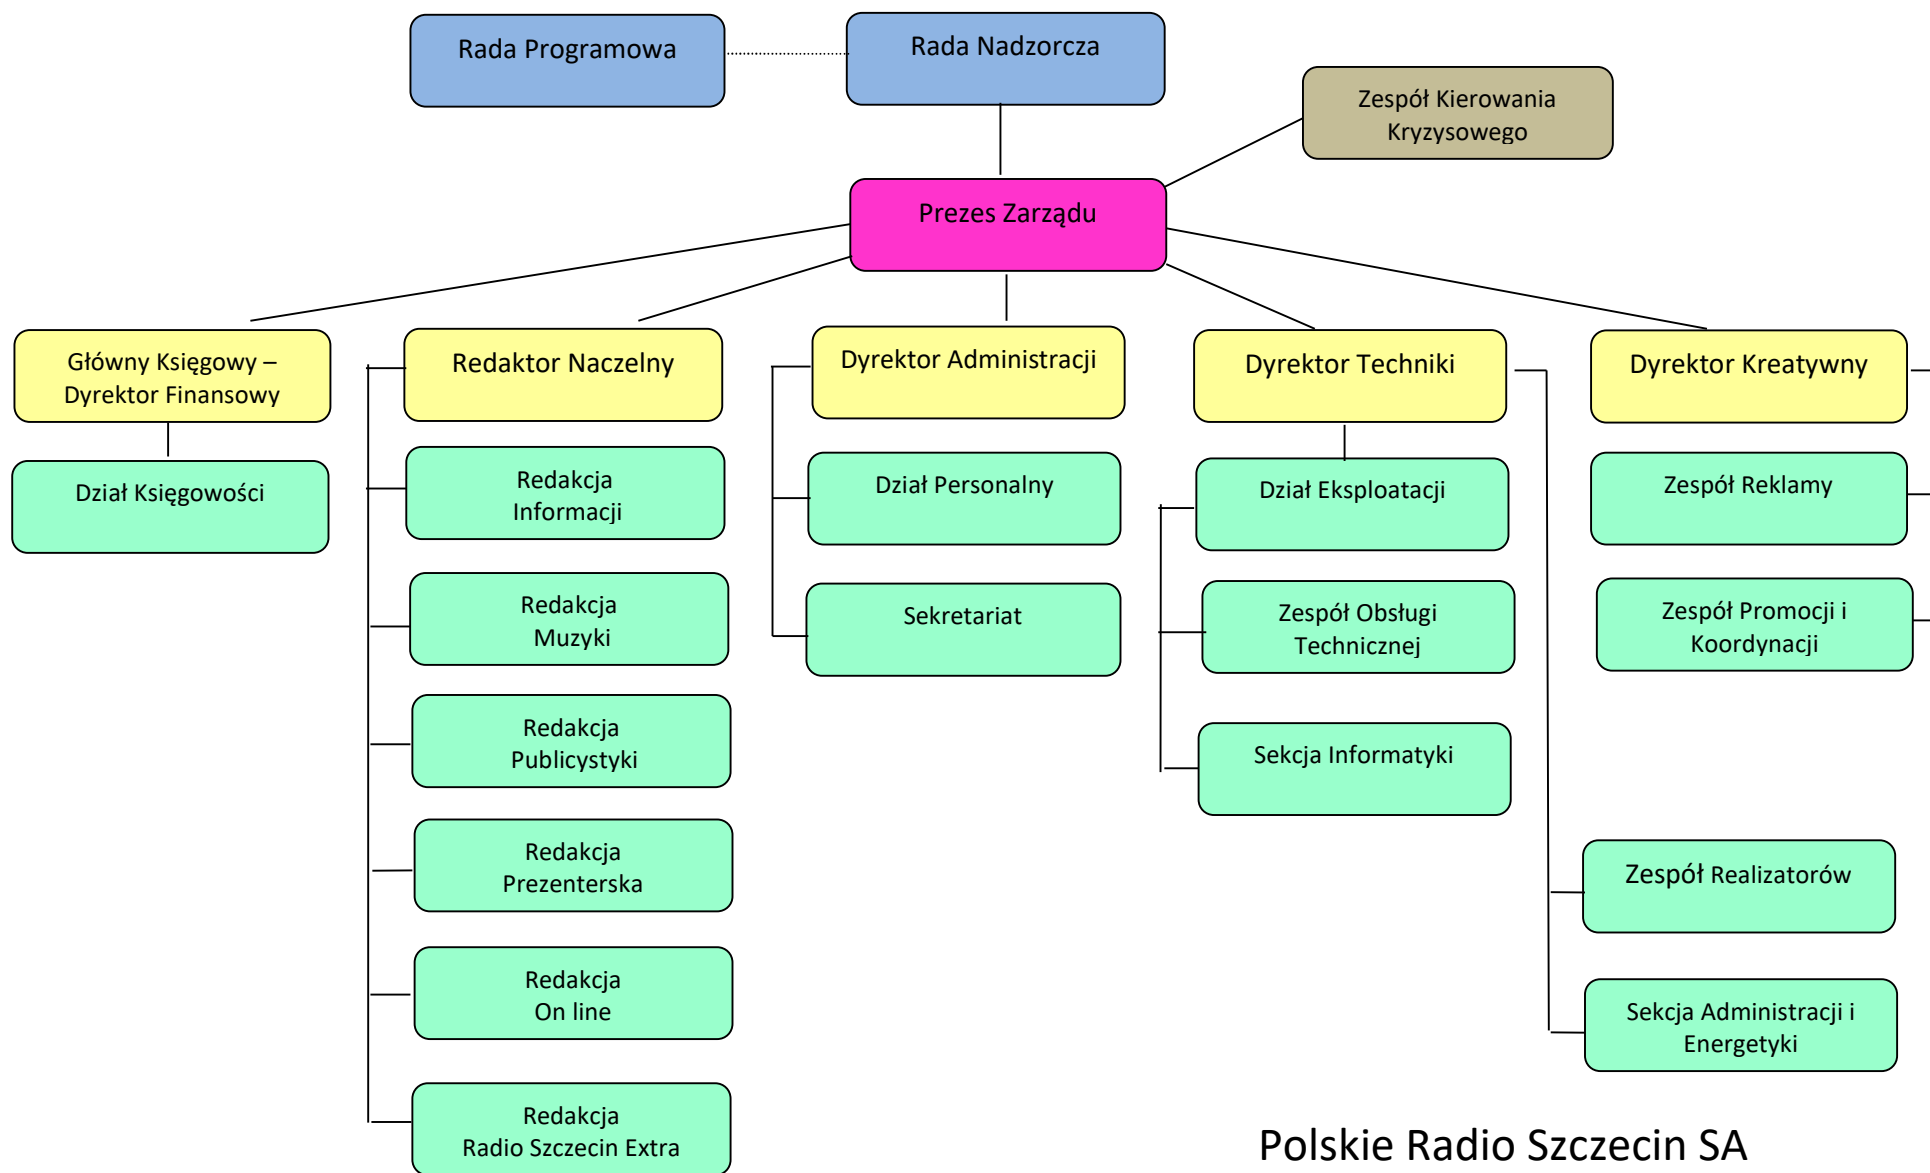 Rada Programowa
Rada Nadzorcza
Zespół Kierowania
Kryzysowego
Prezes Zarządu
Główny Księgowy –
Dyrektor Finansowy
Redaktor Naczelny
Dyrektor Administracji
Dyrektor Techniki
Dyrektor Kreatywny
Dział Księgowości
Redakcja
Informacji
Dział Personalny
Dział Eksploatacji
Zespół Reklamy
Redakcja
Muzyki
Sekretariat
Zespół Obsługi
Technicznej
Zespół Promocji i
Koordynacji
Redakcja
Publicystyki
Sekcja Informatyki
Redakcja
Prezenterska
Zespół Realizatorów
Redakcja
On line
Sekcja Administracji i
Energetyki
Redakcja
Radio Szczecin Extra
Polskie Radio Szczecin SA